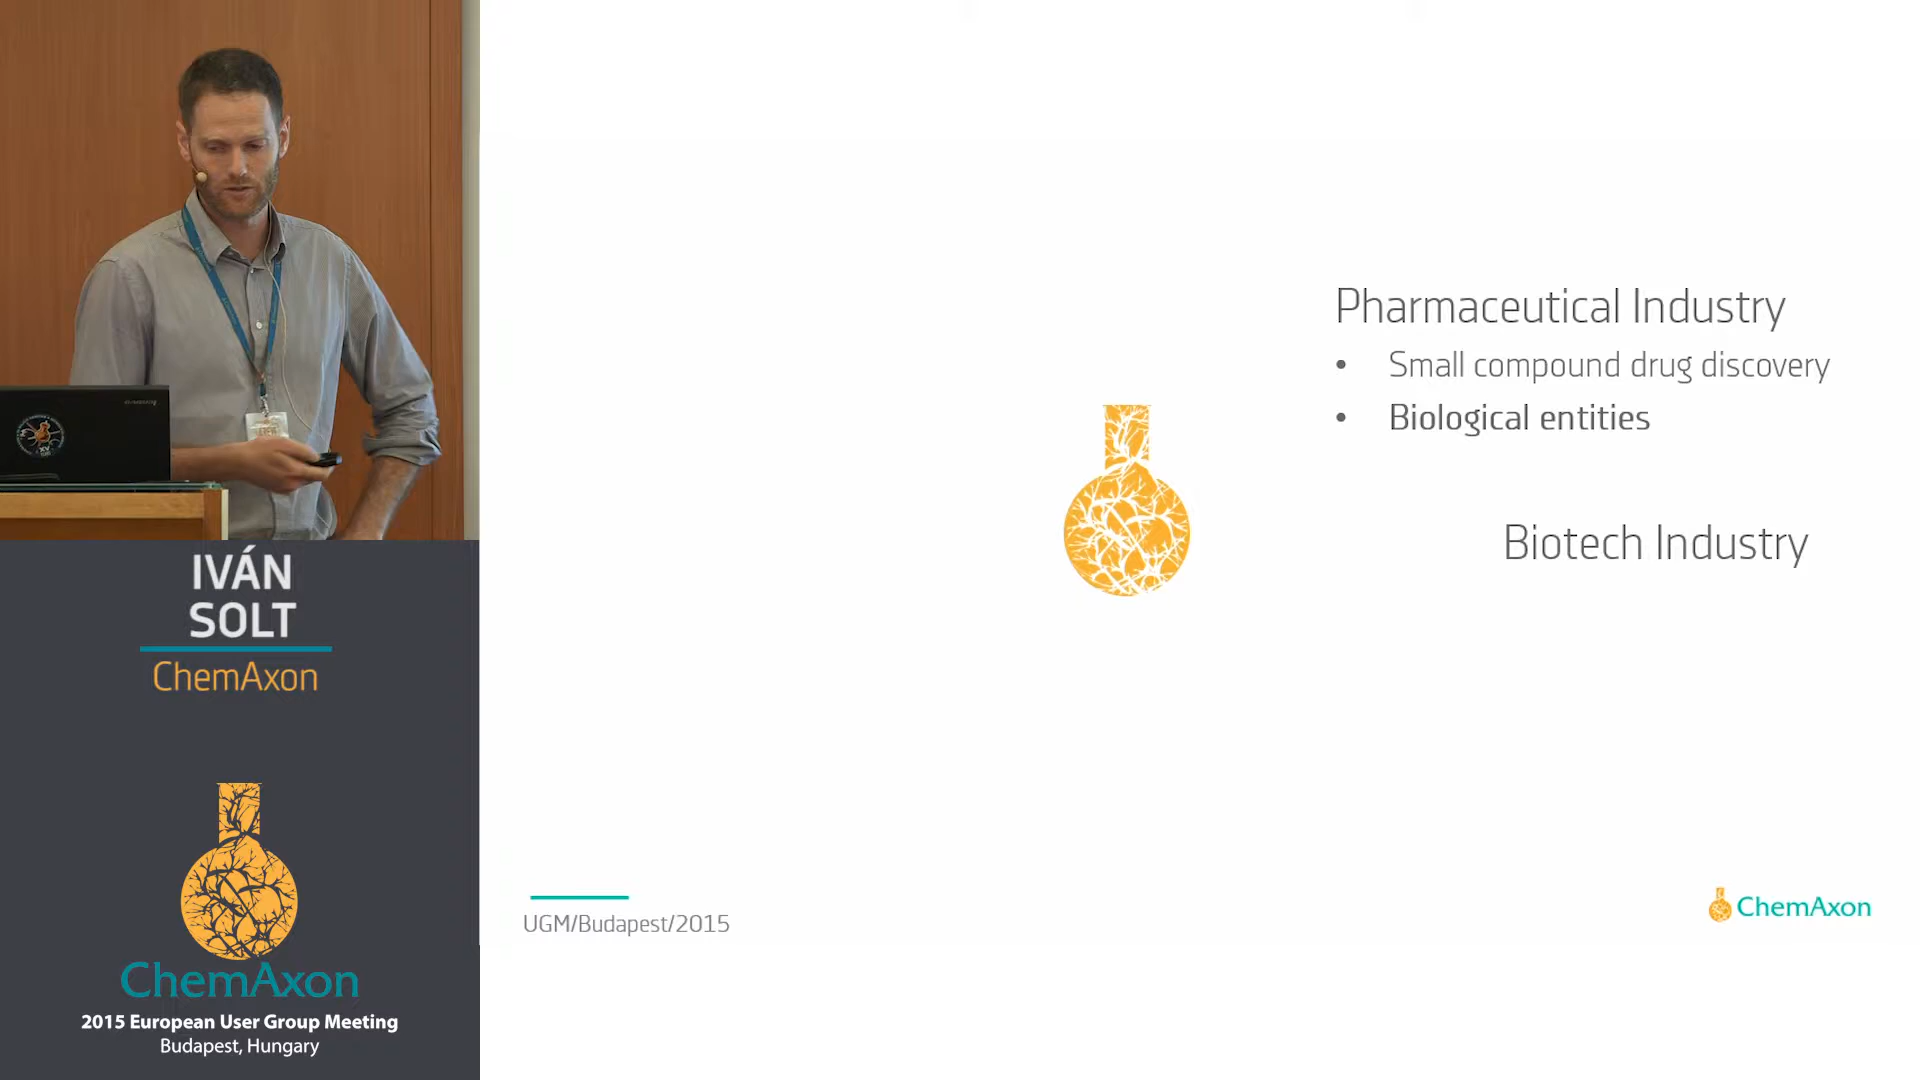 IVÁN
SOLT
ChemAxon
ChemAxon
2015 European User Group Meeting
Budapest, Hungary
Pharmaceutical Industry
• Small compound drug discovery
• Biological entities
Biotech Industry
UGM/Budapest/2015
ChemAxon